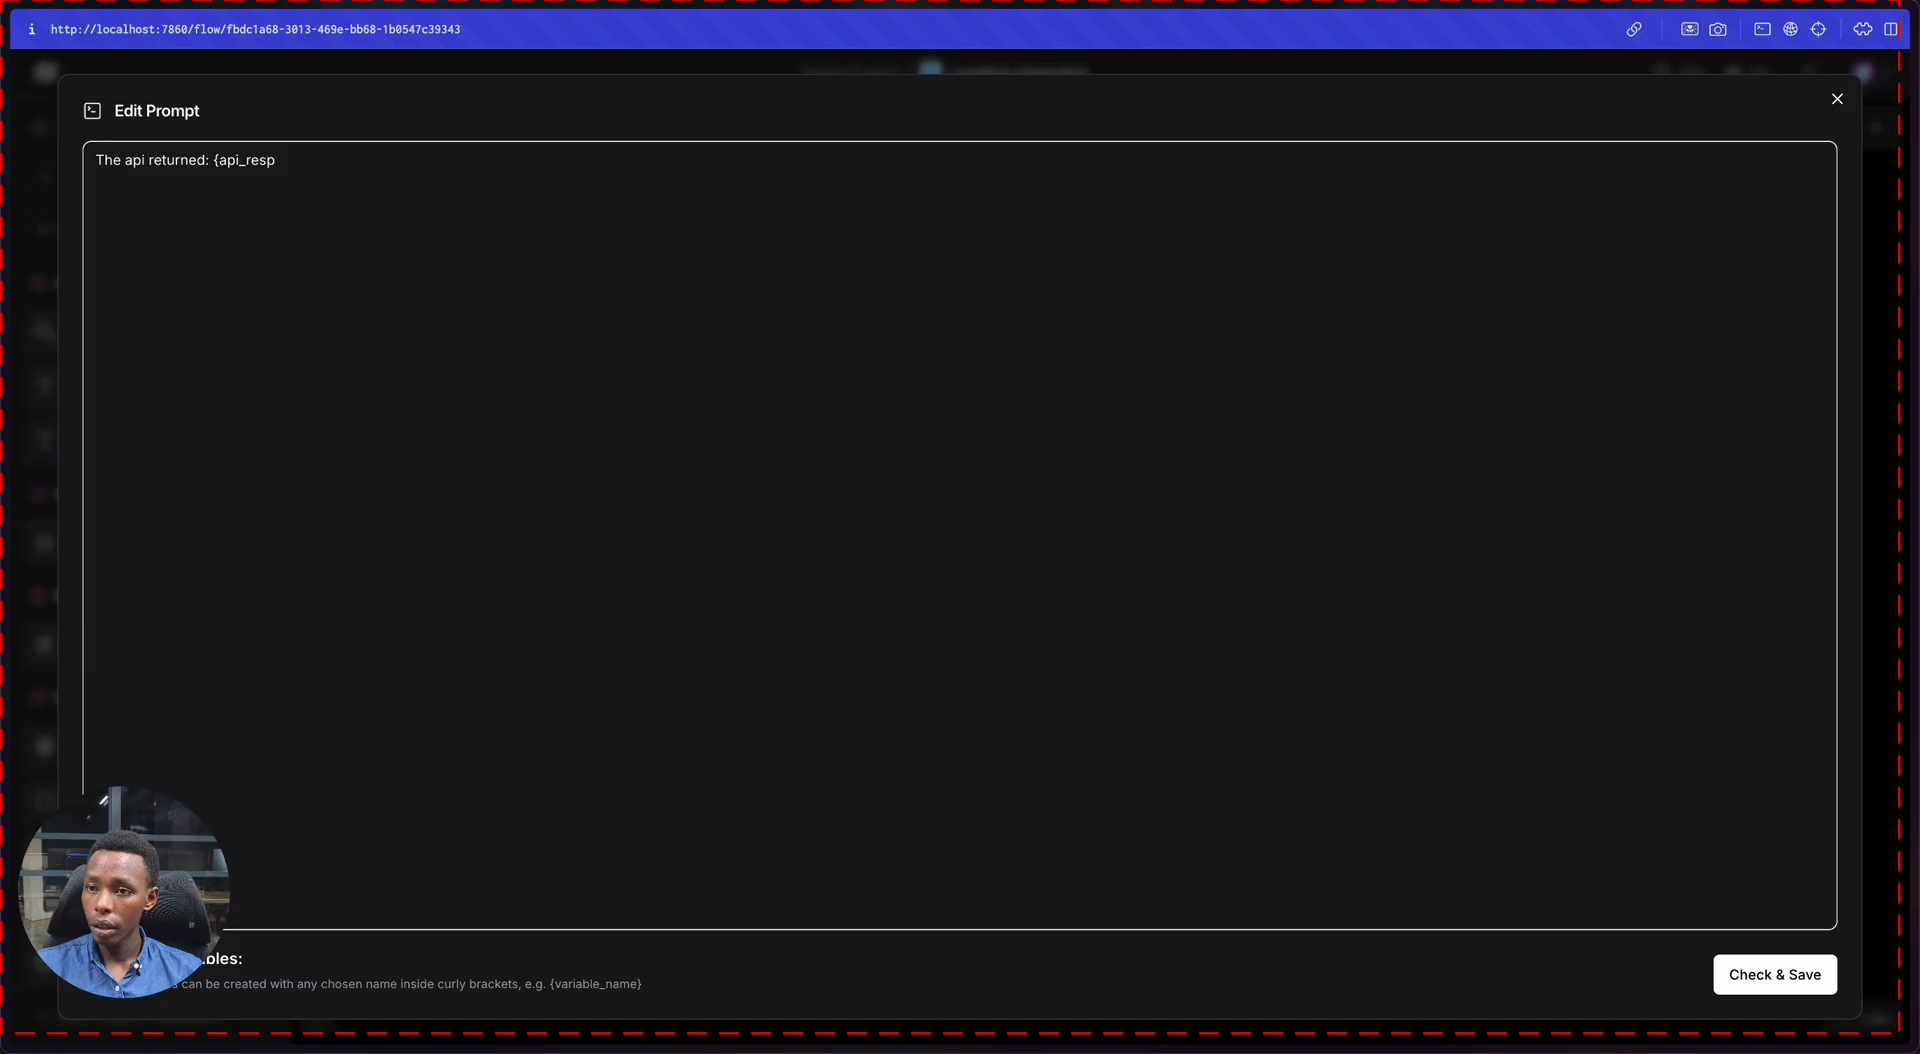 i http://localhost:7860/flow/fbdc1a68-3013-469e-bb68-1b0547c39343
Edit Prompt
The api returned: {api_resp
bles:
s can be created with any chosen name inside curly brackets, e.g. {variable_name}
Check & Save